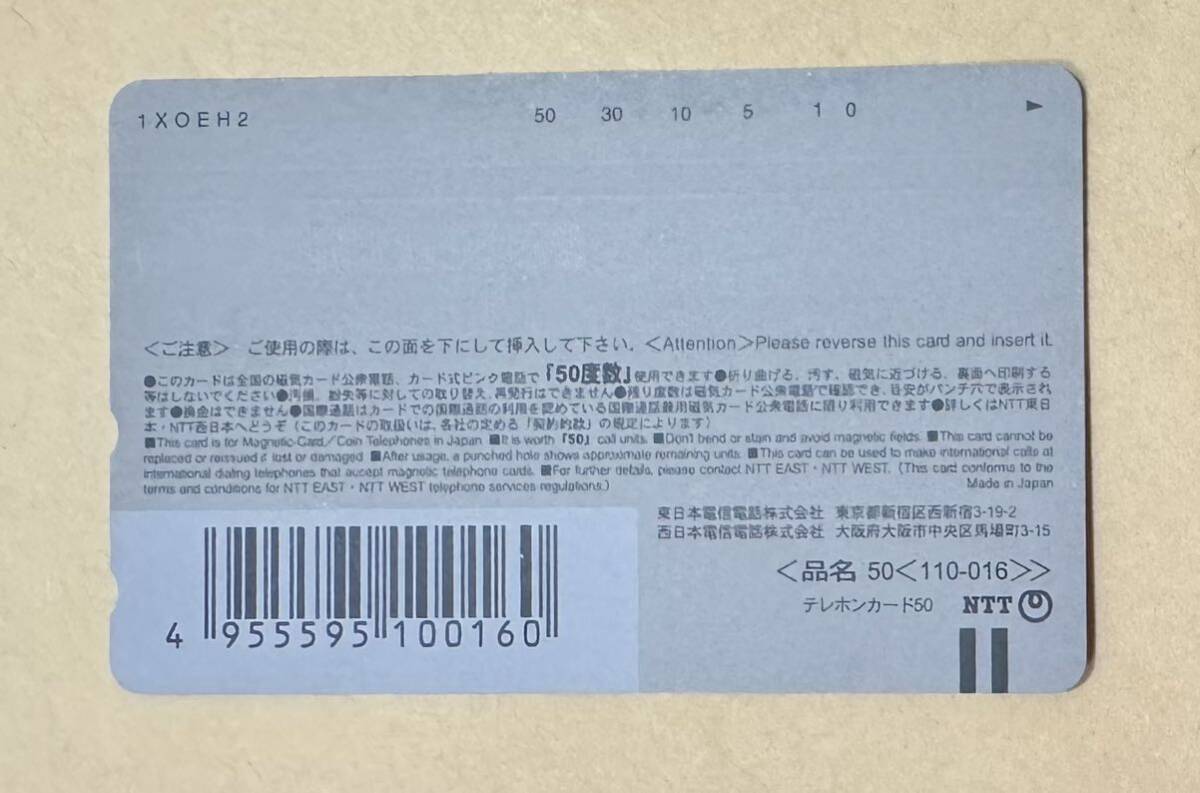 1XOEH2 50 30 10 5 1 0 ►
<ご注意> ご使用の際は、この面を下にして挿入して下さい。<Attention>Please reverse this card and insert it.
●このカードは全国の磁気カード公衆電話、カード式ピンク電話で「50度数」使用できます●折り曲げる、汚す、磁気に近づける、裏面へ印刷する
等はしないでください●汚損、紛失等に対しての取り替え、再発行はできません●残り度数は磁気カード公衆電話で確認でき、目安がパンチ穴で表示され
ます●換金はできません●国際通話はカードでの国際通話の利用を認めている国際通話兼用磁気カード公衆電話に限り利用できます●詳しくはNTT東日
本・NTT西日本へどうぞ（このカードの取扱いは、各社の定める「契約約款」の規定によります）
■This card is for Magnetic-Card/Coin Telephones in Japan. ■It is worth「50」call units. ■Don't bend or stain and avoid magnetic fields. ■This card cannot be
replaced or reissued if lost or damaged. ■After usage, a punched hole shows approximate remaining units. ■This card can be used to make international calls at
international dialing telephones that accept magnetic telephone cards. ■For further details, please contact NTT EAST・NTT WEST. (This card conforms to the
terms and conditions for NTT EAST・NTT WEST telephone services regulations.) Made in Japan
東日本電信電話株式会社 東京都新宿区西新宿3-19-2
西日本電信電話株式会社 大阪府大阪市中央区馬場町3-15
<品名 50<110-016>>
テレホンカード50 NTT
4 955595 100160